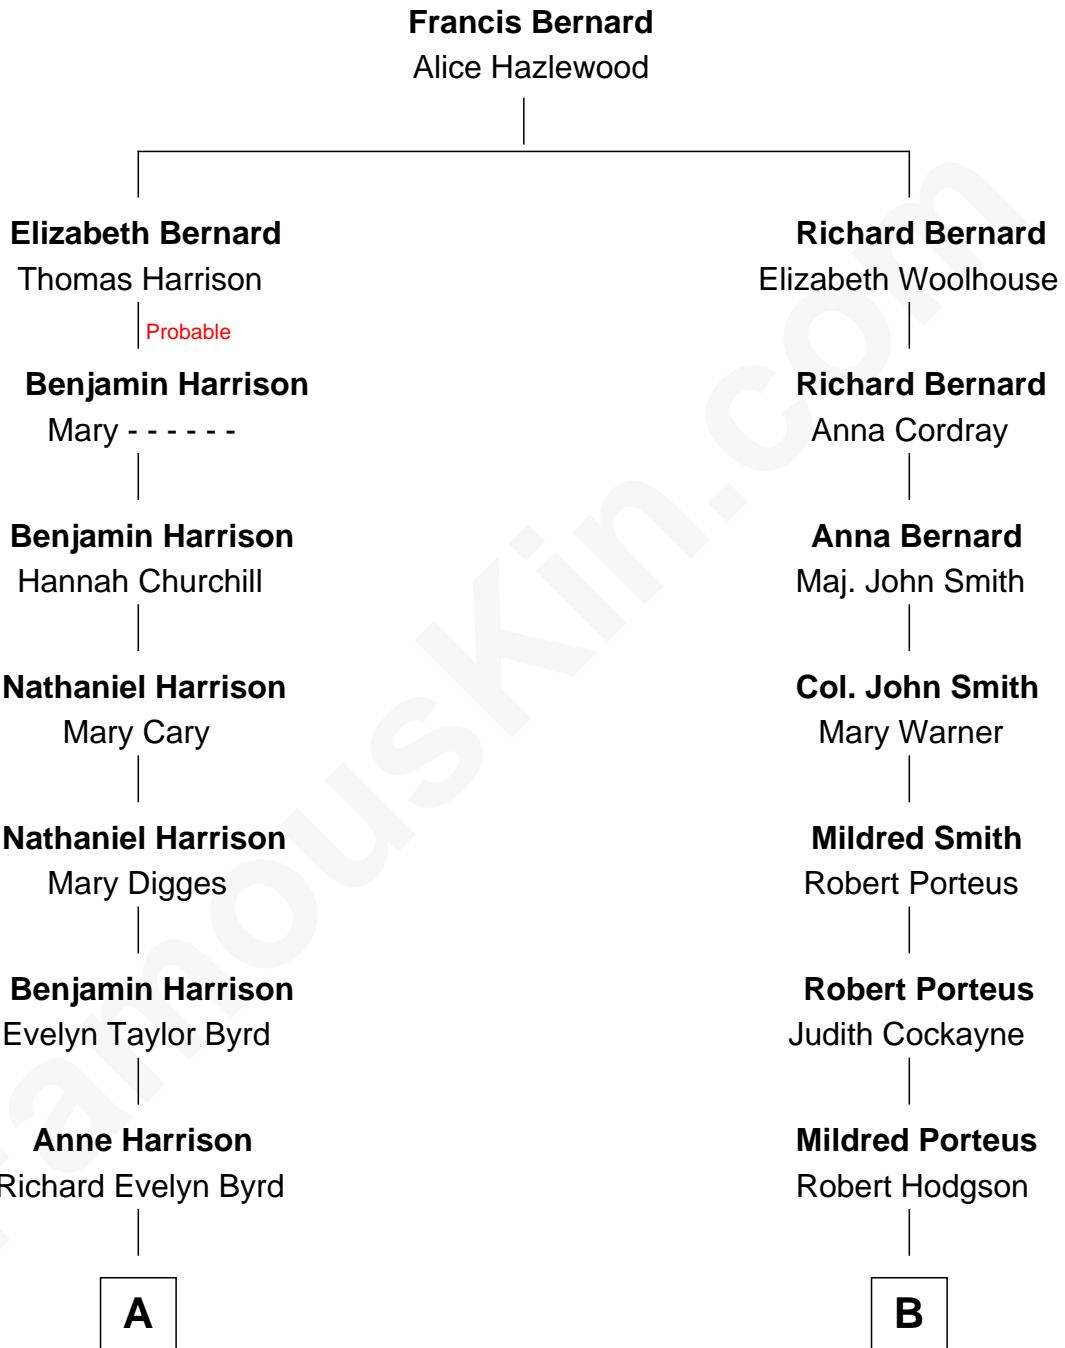 Francis Bernard
Alice Hazlewood
Elizabeth Bernard
Thomas Harrison
Probable
Benjamin Harrison
Mary - - - - - -
Benjamin Harrison
Hannah Churchill
Nathaniel Harrison
Mary Cary
Nathaniel Harrison
Mary Digges
Benjamin Harrison
Evelyn Taylor Byrd
Anne Harrison
Richard Evelyn Byrd
A
Richard Bernard
Elizabeth Woolhouse
Richard Bernard
Anna Cordray
Anna Bernard
Maj. John Smith
Col. John Smith
Mary Warner
Mildred Smith
Robert Porteus
Robert Porteus
Judith Cockayne
Mildred Porteus
Robert Hodgson
B
FamousKin.com